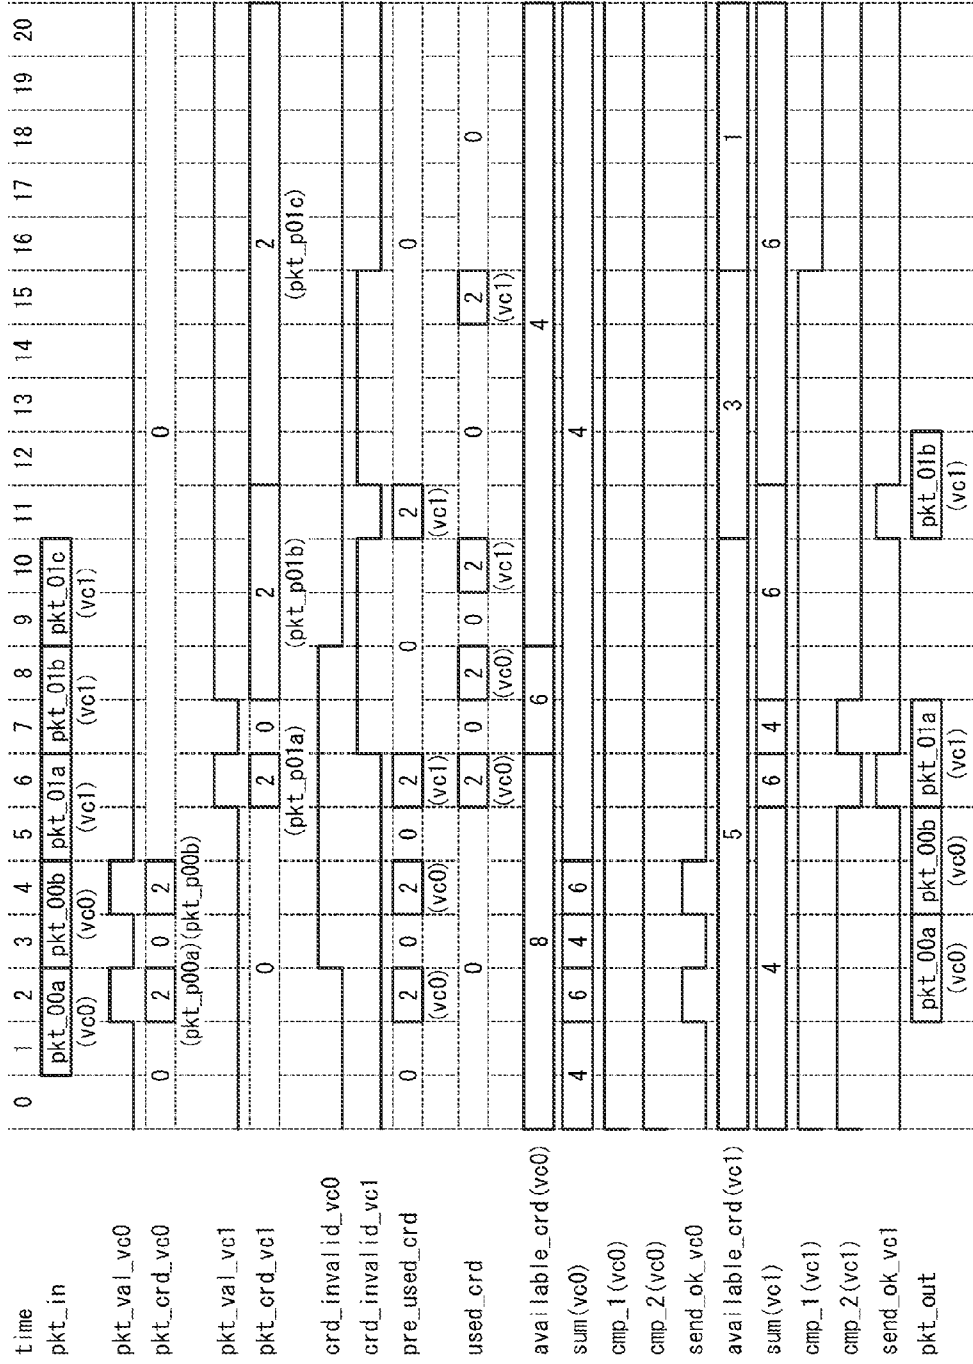 time 0 1 2 3 4 5 6 7 8 9 10 11 12 13 14 15 16 17 18 19 20
pkt_in pkt_00a pkt_00b pkt_01a pkt_01b pkt_01c
(vc0) (vc0) (vc1) (vc1) (vc1)
pkt_val_vc0
pkt_crd_vc0 0 2 0 2 0
(pkt_p00a) (pkt_p00b)
pkt_val_vc1
pkt_crd_vc1 0 2 0 2 2
(pkt_p01a) (pkt_p01b) (pkt_p01c)
crd_invalid_vc0
crd_invalid_vc1
pre_used_crd 0 2 0 2 0 2 0 2 0
(vc0) (vc0) (vc1) (vc1)
used_crd 0 2 0 2 0 2 0 2 0
(vc0) (vc0) (vc1) (vc1)
available_crd(vc0) 8 6 4
sum(vc0) 4 6 4 6 4
cmp_1(vc0)
cmp_2(vc0)
send_ok_vc0
available_crd(vc1) 5 3 1
sum(vc1) 4 6 4 6 6
cmp_1(vc1)
cmp_2(vc1)
send_ok_vc1
pkt_out pkt_00a pkt_00b pkt_01a pkt_01b
(vc0) (vc0) (vc1) (vc1)